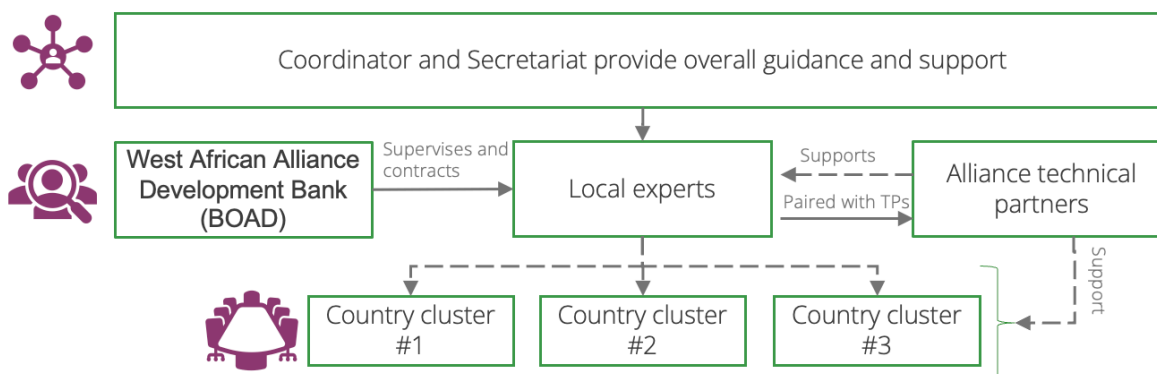 Coordinator and Secretariat provide overall guidance and support
West African Alliance
Development Bank
(BOAD)
Supervises and
contracts
Local experts
Supports
Paired with TPs
Alliance technical
partners
Support
Country cluster
#1
Country cluster
#2
Country cluster
#3